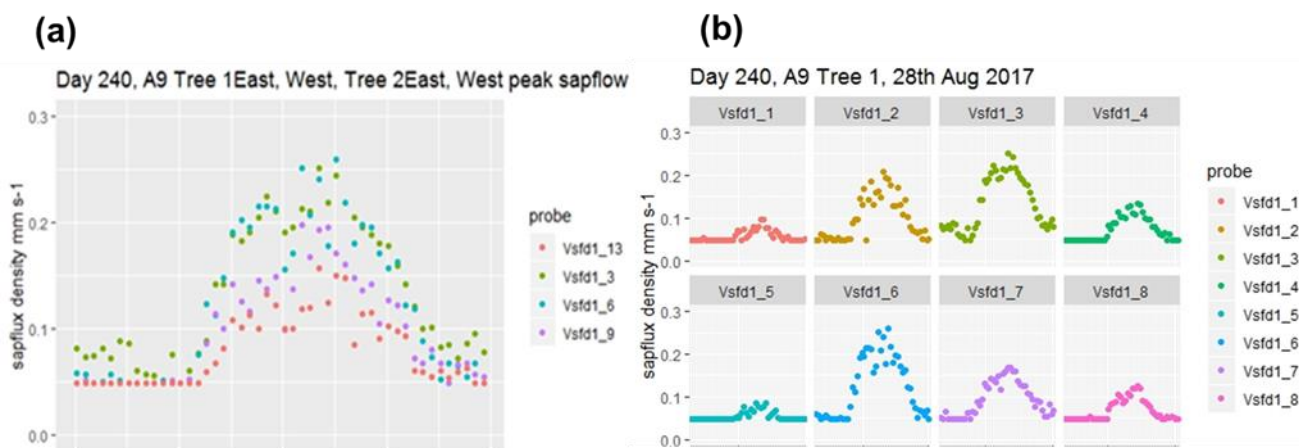 (a)
Day 240, A9 Tree 1East, West, Tree 2East, West peak sapflow
0.3
0.2
0.1
0.0
sapflux density mm s-1
probe
Vsfd1_13
Vsfd1_3
Vsfd1_6
Vsfd1_9
(b)
Day 240, A9 Tree 1, 28th Aug 2017
Vsfd1_1 Vsfd1_2 Vsfd1_3 Vsfd1_4
0.3
0.2
0.1
0.0
Vsfd1_5 Vsfd1_6 Vsfd1_7 Vsfd1_8
0.3
0.2
0.1
0.0
sapflux density mm s-1
probe
Vsfd1_1
Vsfd1_2
Vsfd1_3
Vsfd1_4
Vsfd1_5
Vsfd1_6
Vsfd1_7
Vsfd1_8